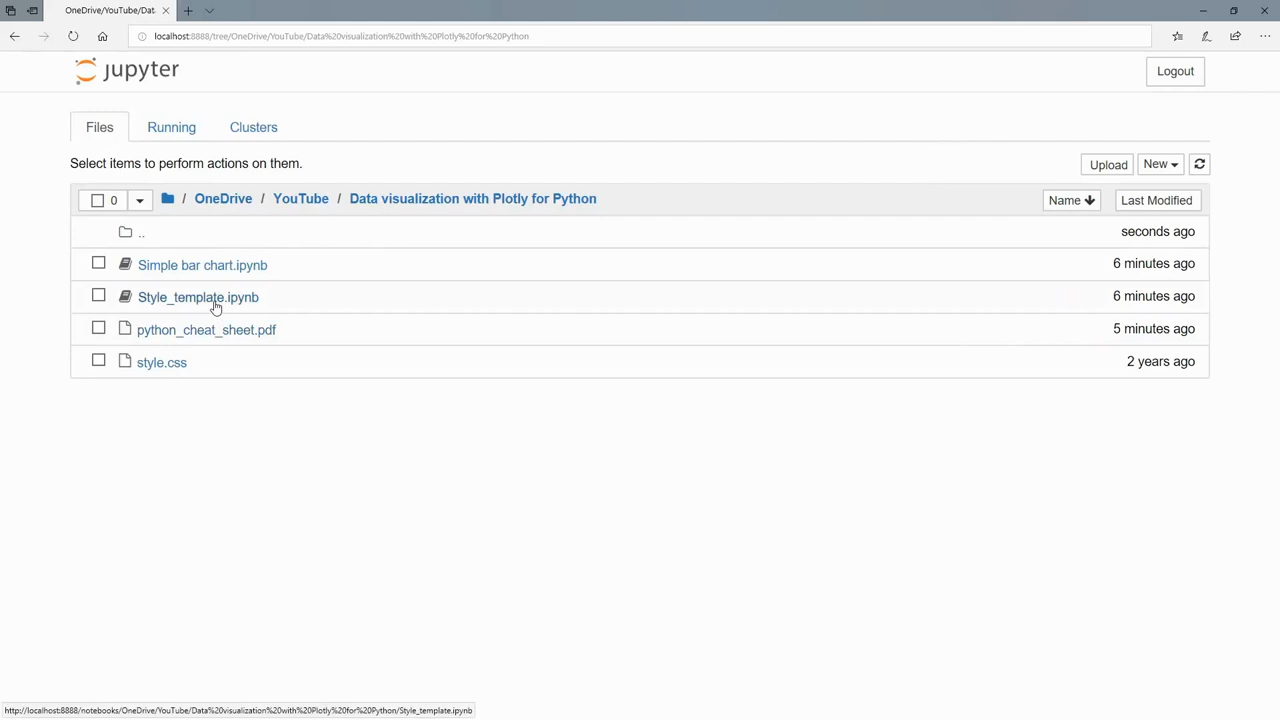 OneDrive/YouTube/Dat
localhost:8888/tree/OneDrive/YouTube/Data%20visualization%20with%20Plotly%20for%20Python
jupyter
Logout
Files Running Clusters
Select items to perform actions on them.
Upload New
0 / OneDrive / YouTube / Data visualization with Plotly for Python Name Last Modified
.. seconds ago
Simple bar chart.ipynb 6 minutes ago
Style_template.ipynb 6 minutes ago
python_cheat_sheet.pdf 5 minutes ago
style.css 2 years ago
http://localhost:8888/notebooks/OneDrive/YouTube/Data%20visualization%20with%20Plotly%20for%20Python/Style_template.ipynb